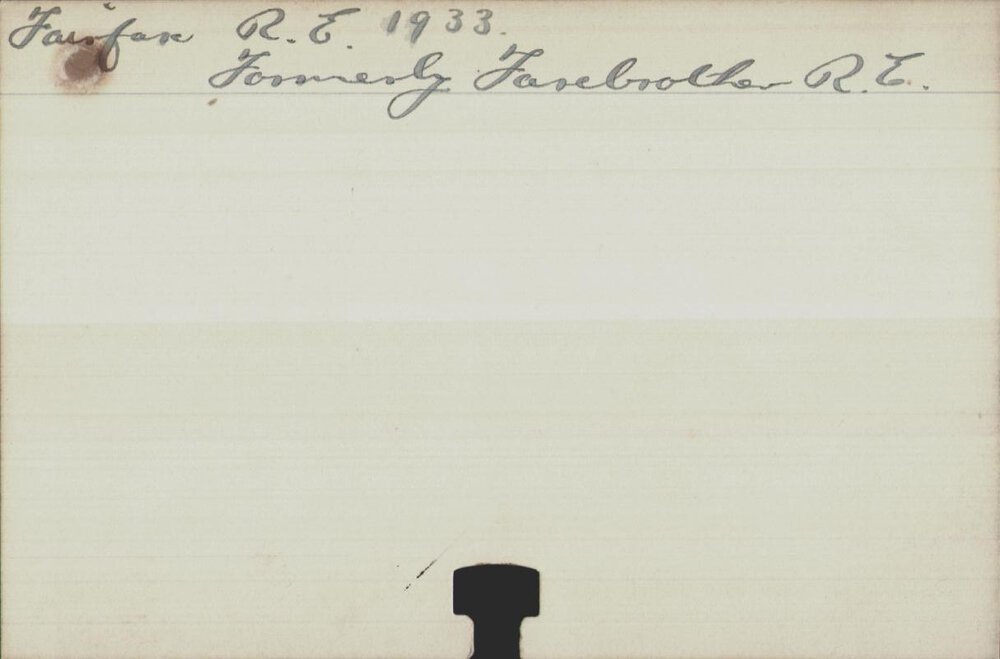 Fairfax R. E. 1933.
Formerly Farebrother R. E.